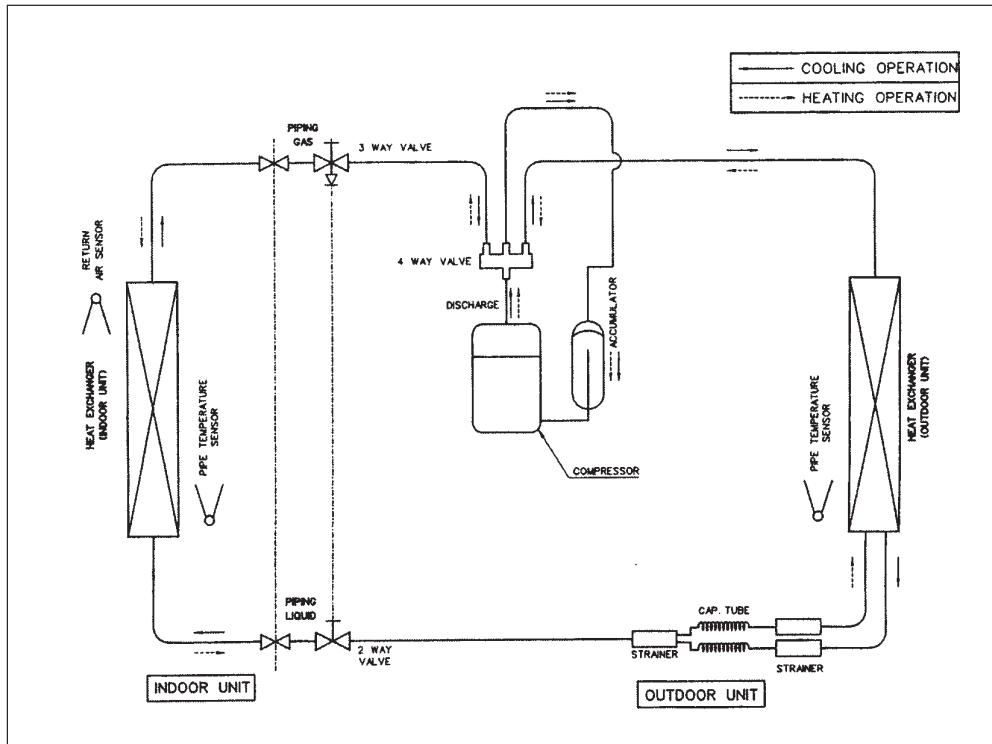 COOLING OPERATION
HEATING OPERATION
PIPING
GAS
3 WAY VALVE
RETURN
AIR SENSOR
4 WAY VALVE
DISCHARGE
ACCUMULATOR
HEAT EXCHANGER
(INDOOR UNIT)
PIPE TEMPERATURE
SENSOR
COMPRESSOR
PIPE TEMPERATURE
SENSOR
HEAT EXCHANGER
(OUTDOOR UNIT)
PIPING
LIQUID
2 WAY
VALVE
CAP. TUBE
STRAINER
STRAINER
INDOOR UNIT
OUTDOOR UNIT